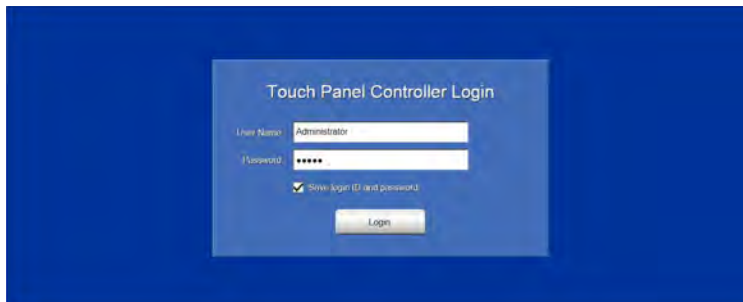 Touch Panel Controller Login
User Name Administrator
Password •••••
Save login ID and password
Login